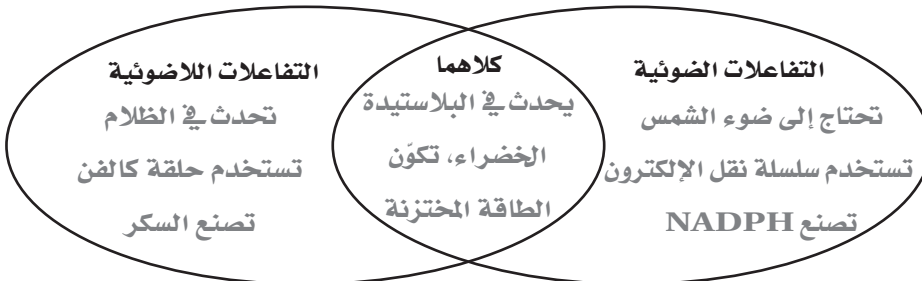 التفاعلات الضوئية
تحتاج إلى ضوء الشمس
تستخدم سلسلة نقل الإلكترون
تصنع NADPH
كلاهما
يحدث في البلاستيدة
الخضراء، تكوّن
الطاقة المختزنة
التفاعلات اللاضوئية
تحدث في الظلام
تستخدم حلقة كالفن
تصنع السكر